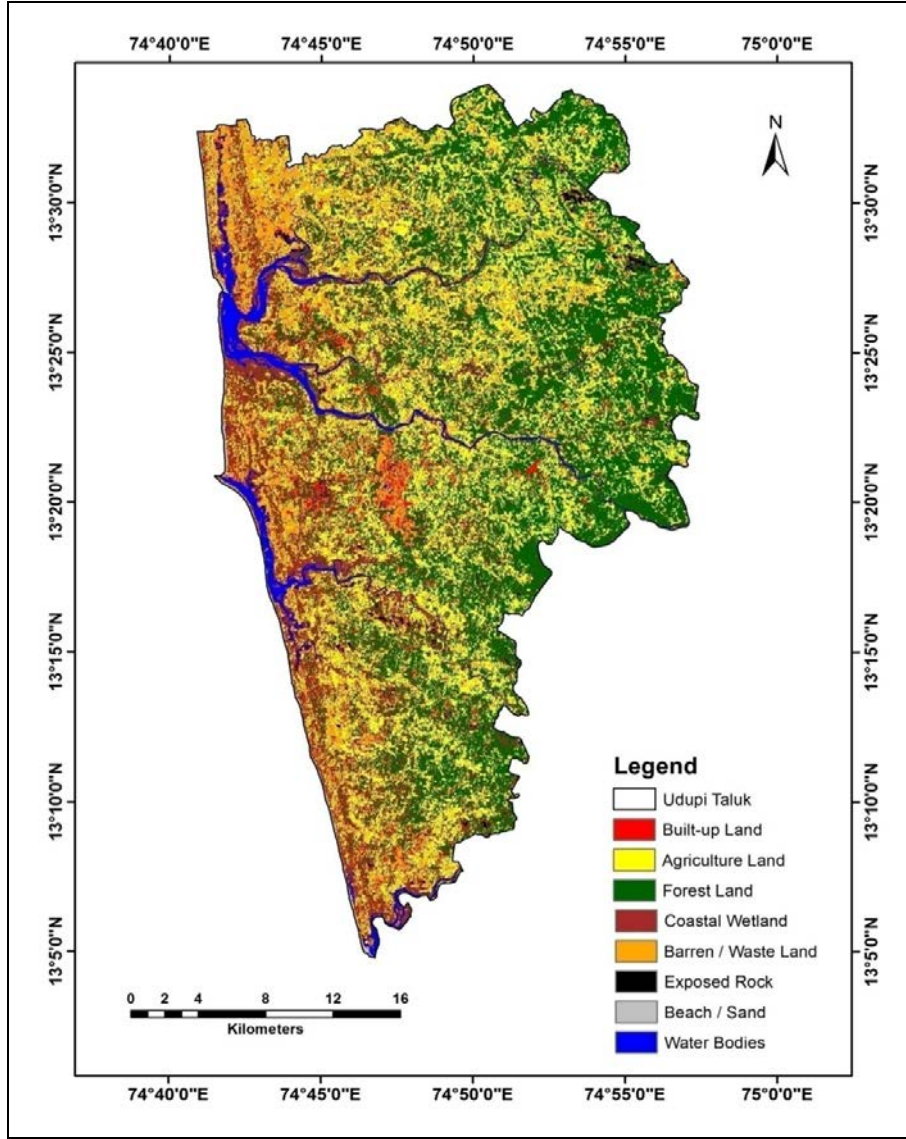 74°40'0"E 74°45'0"E 74°50'0"E 74°55'0"E 75°0'0"E
N
13°30'0"N 13°30'0"N
13°25'0"N 13°25'0"N
13°20'0"N 13°20'0"N
13°15'0"N 13°15'0"N
13°10'0"N 13°10'0"N
13°5'0"N 13°5'0"N
Legend
Udupi Taluk
Built-up Land
Agriculture Land
Forest Land
Coastal Wetland
Barren / Waste Land
Exposed Rock
Beach / Sand
Water Bodies
0 2 4 8 12 16
Kilometers
74°40'0"E 74°45'0"E 74°50'0"E 74°55'0"E 75°0'0"E